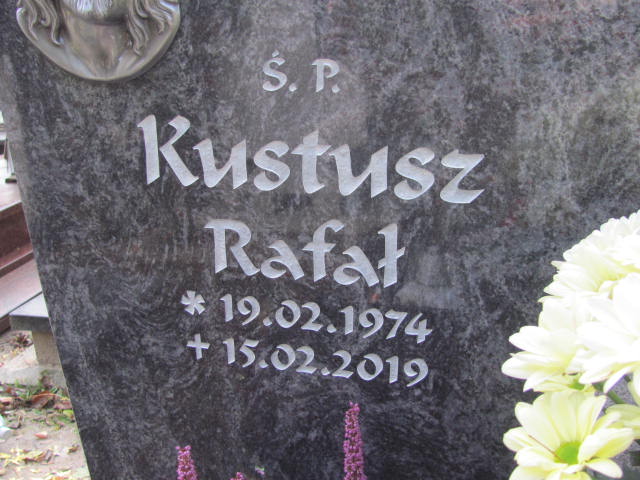 Ś. P.
Kustusz
Rafał
* 19.02.1974
+ 15.02.2019